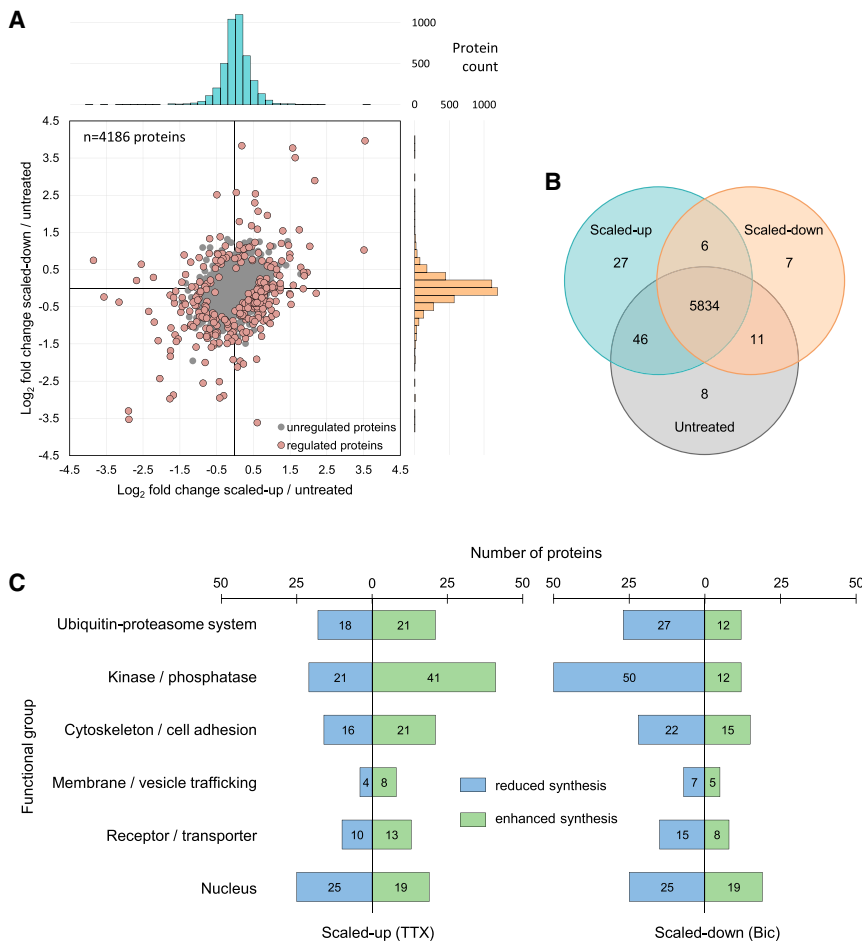 A
1000
500
0
Protein
count
0 500 1000
n=4186 proteins
4.5
3.5
2.5
1.5
0.5
-0.5
-1.5
-2.5
-3.5
-4.5
Log2 fold change scaled-down / untreated
unregulated proteins
regulated proteins
-4.5 -3.5 -2.5 -1.5 -0.5 0.5 1.5 2.5 3.5 4.5
Log2 fold change scaled-up / untreated
B
Scaled-up
Scaled-down
27
6
7
5834
46
11
8
Untreated
C
Number of proteins
50 25 0 25 50
50 25 0 25 50
Functional group
Ubiquitin-proteasome system 18 21 27 12
Kinase / phosphatase 21 41 50 12
Cytoskeleton / cell adhesion 16 21 22 15
Membrane / vesicle trafficking 4 8 7 5
Receptor / transporter 10 13 15 8
Nucleus 25 19 25 19
reduced synthesis
enhanced synthesis
Scaled-up (TTX)
Scaled-down (Bic)